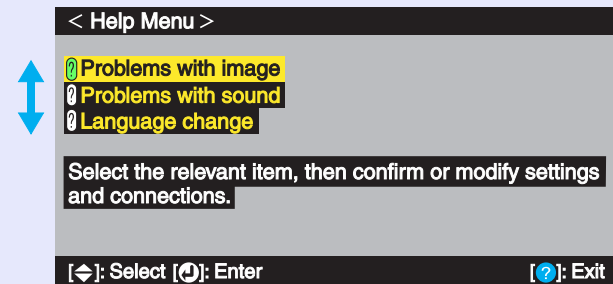 < Help Menu >
? Problems with image
? Problems with sound
? Language change
Select the relevant item, then confirm or modify settings
and connections.
[◆]: Select [⏎]: Enter [?]: Exit